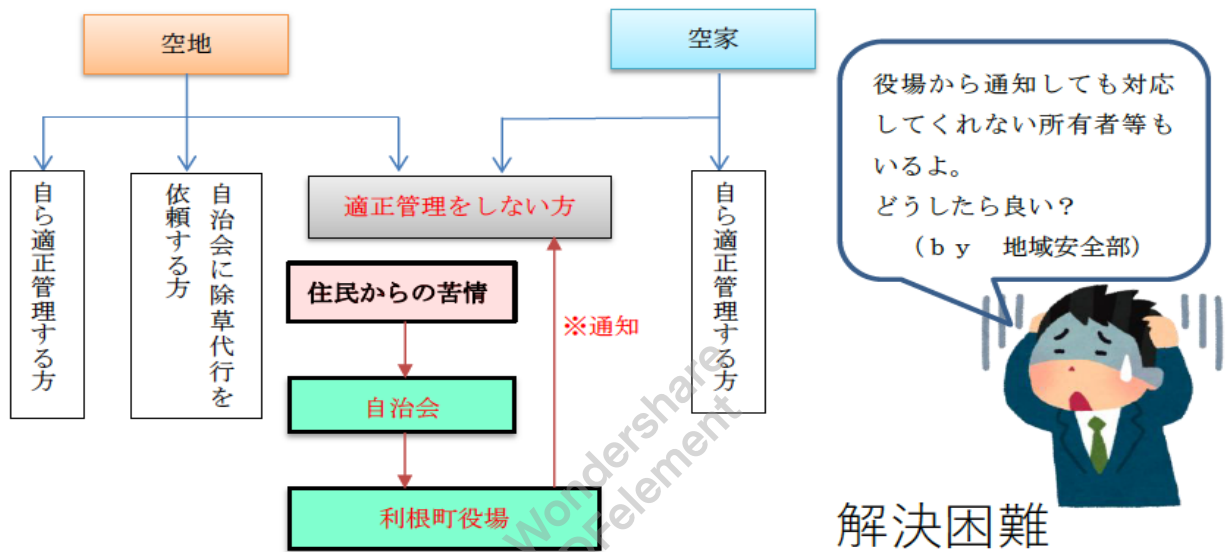 空地
空家
役場から通知しても対応
してくれない所有者等も
いるよ。
どうしたら良い?
(by 地域安全部)
自ら適正管理する方
自治会に除草代行を
依頼する方
適正管理をしない方
自ら適正管理する方
住民からの苦情
※通知
自治会
利根町役場
解決困難
Wondershare
PDFelement